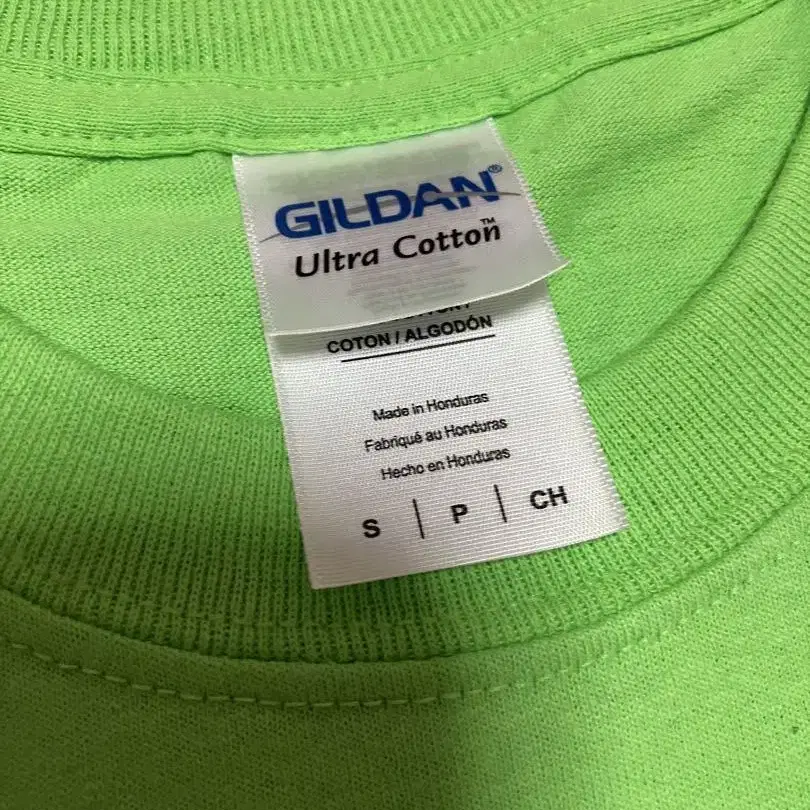 GILDAN®
Ultra Cotton™
COTON / ALGODÓN
Made in Honduras
Fabriqué au Honduras
Hecho en Honduras
S | P | CH